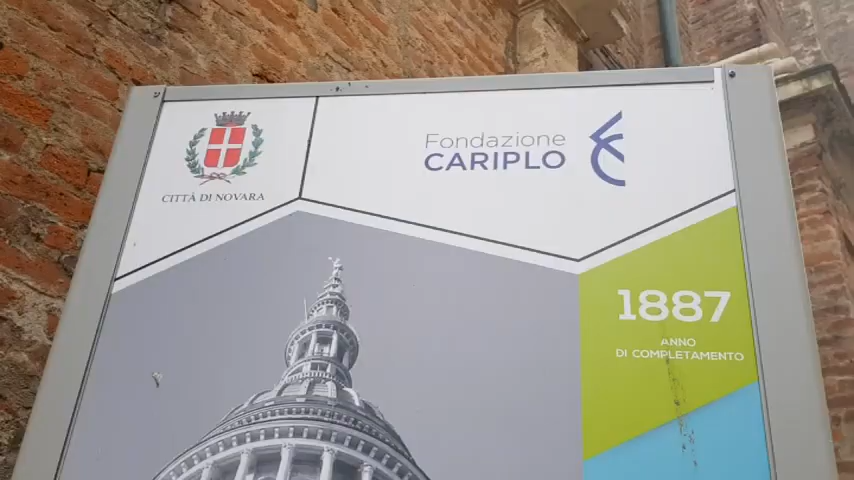 CITTÀ DI NOVARA
Fondazione
CARIPLO
1887
ANNO
DI COMPLETAMENTO